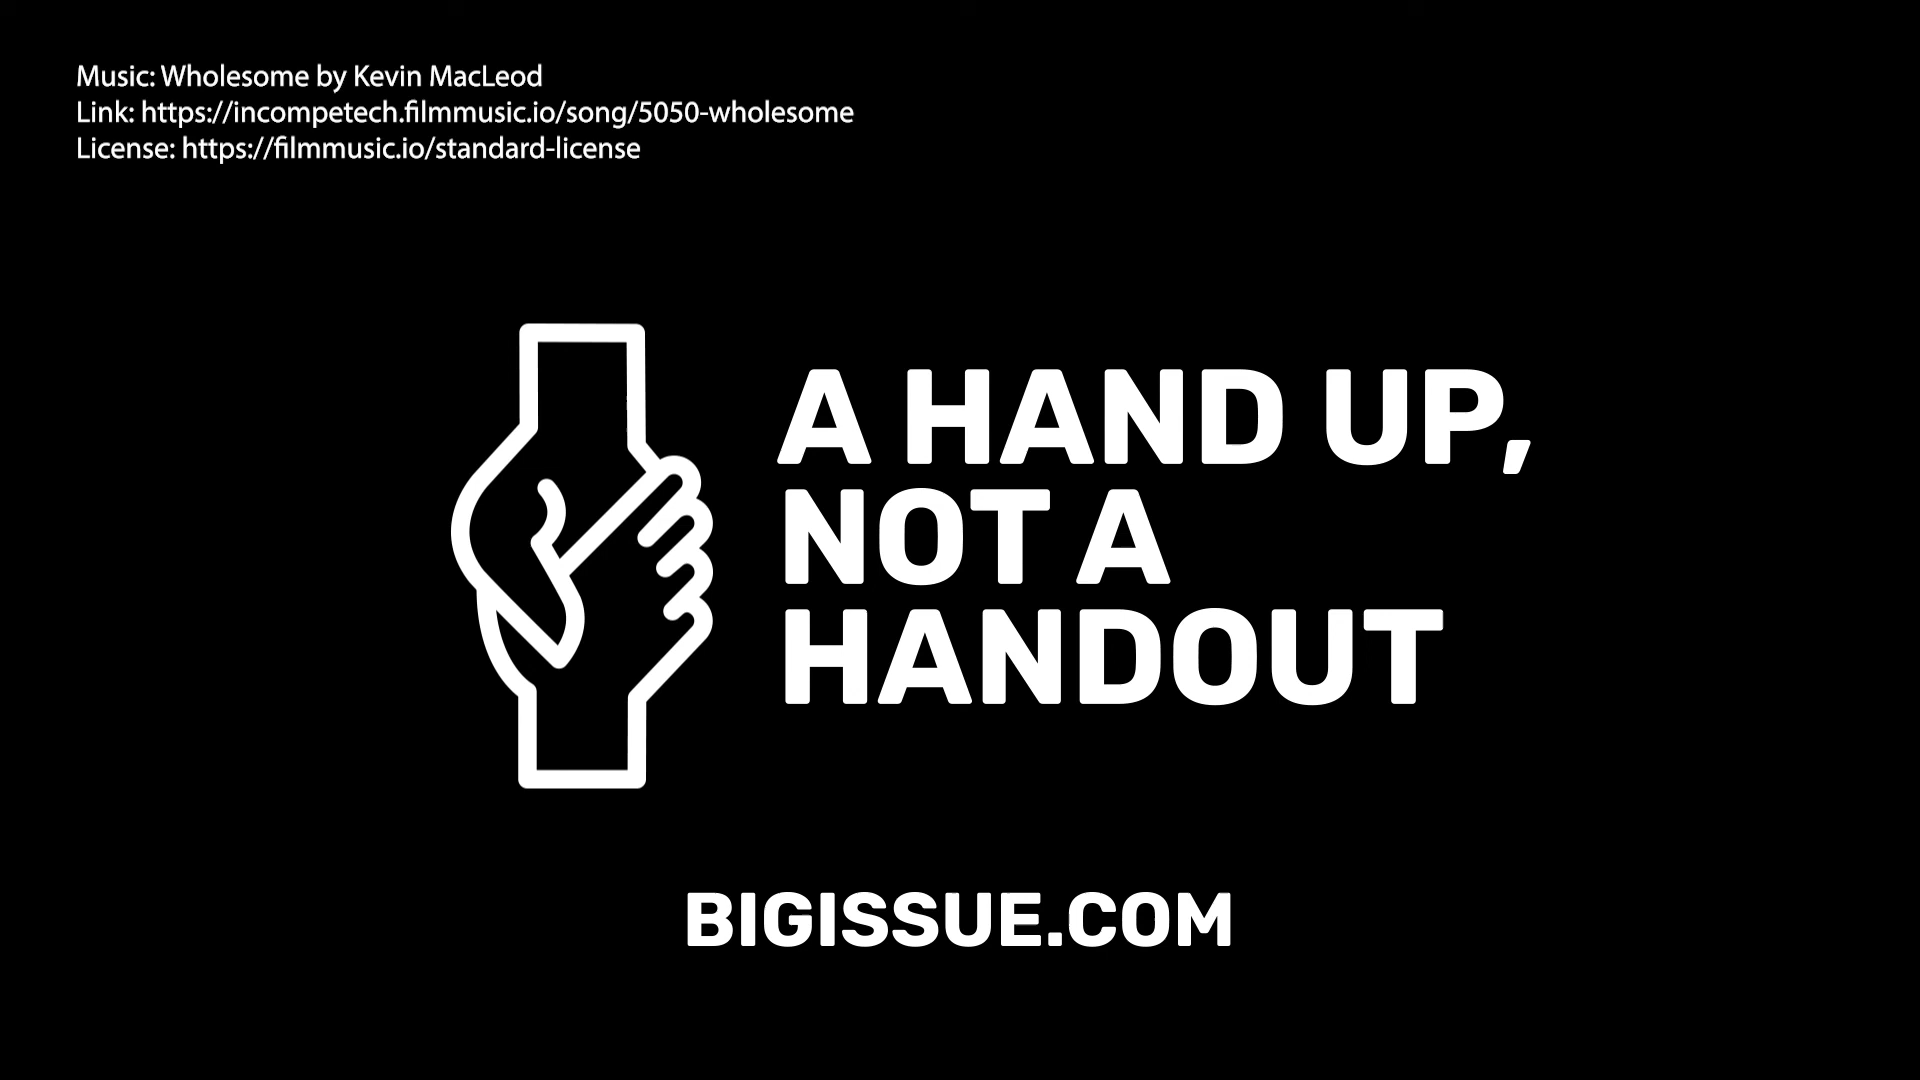 Music: Wholesome by Kevin MacLeod
Link: https://incompetech.filmmusic.io/song/5050-wholesome
License: https://filmmusic.io/standard-license
A HAND UP,
NOT A
HANDOUT
BIGISSUE.COM